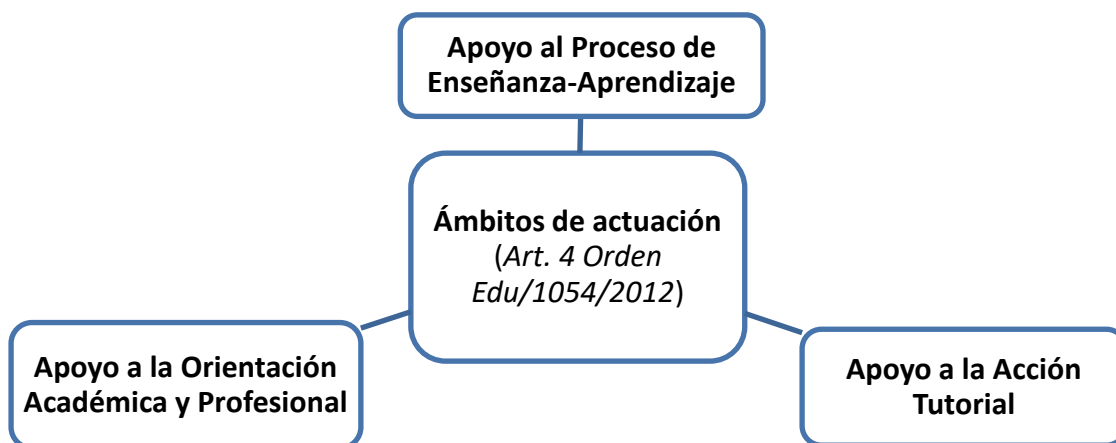 Apoyo al Proceso de
Enseñanza-Aprendizaje
Ámbitos de actuación
(Art. 4 Orden
Edu/1054/2012)
Apoyo a la Orientación
Académica y Profesional
Apoyo a la Acción
Tutorial